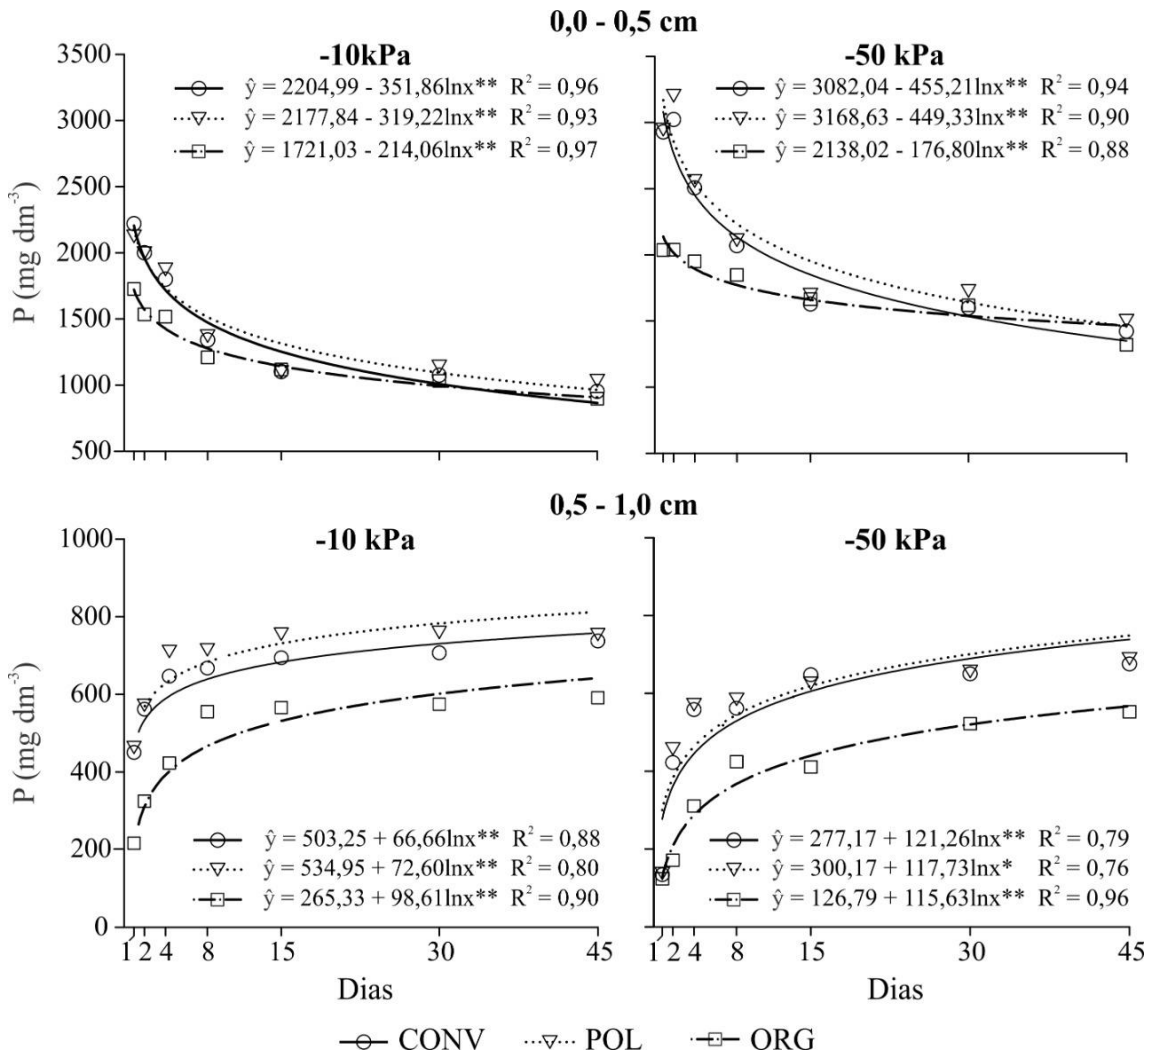 0,0 - 0,5 cm
-10kPa
ŷ = 2204,99 - 351,86lnx** R² = 0,96
ŷ = 2177,84 - 319,22lnx** R² = 0,93
ŷ = 1721,03 - 214,06lnx** R² = 0,97
-50 kPa
ŷ = 3082,04 - 455,21lnx** R² = 0,94
ŷ = 3168,63 - 449,33lnx** R² = 0,90
ŷ = 2138,02 - 176,80lnx** R² = 0,88
P (mg dm⁻³)
3500
3000
2500
2000
1500
1000
500
1 2 4 8 15 30 45
0,5 - 1,0 cm
-10 kPa
ŷ = 503,25 + 66,66lnx** R² = 0,88
ŷ = 534,95 + 72,60lnx** R² = 0,80
ŷ = 265,33 + 98,61lnx** R² = 0,90
-50 kPa
ŷ = 277,17 + 121,26lnx** R² = 0,79
ŷ = 300,17 + 117,73lnx* R² = 0,76
ŷ = 126,79 + 115,63lnx** R² = 0,96
P (mg dm⁻³)
1000
800
600
400
200
0
1 2 4 8 15 30 45
1 2 4 8 15 30 45
Dias
Dias
CONV POL ORG